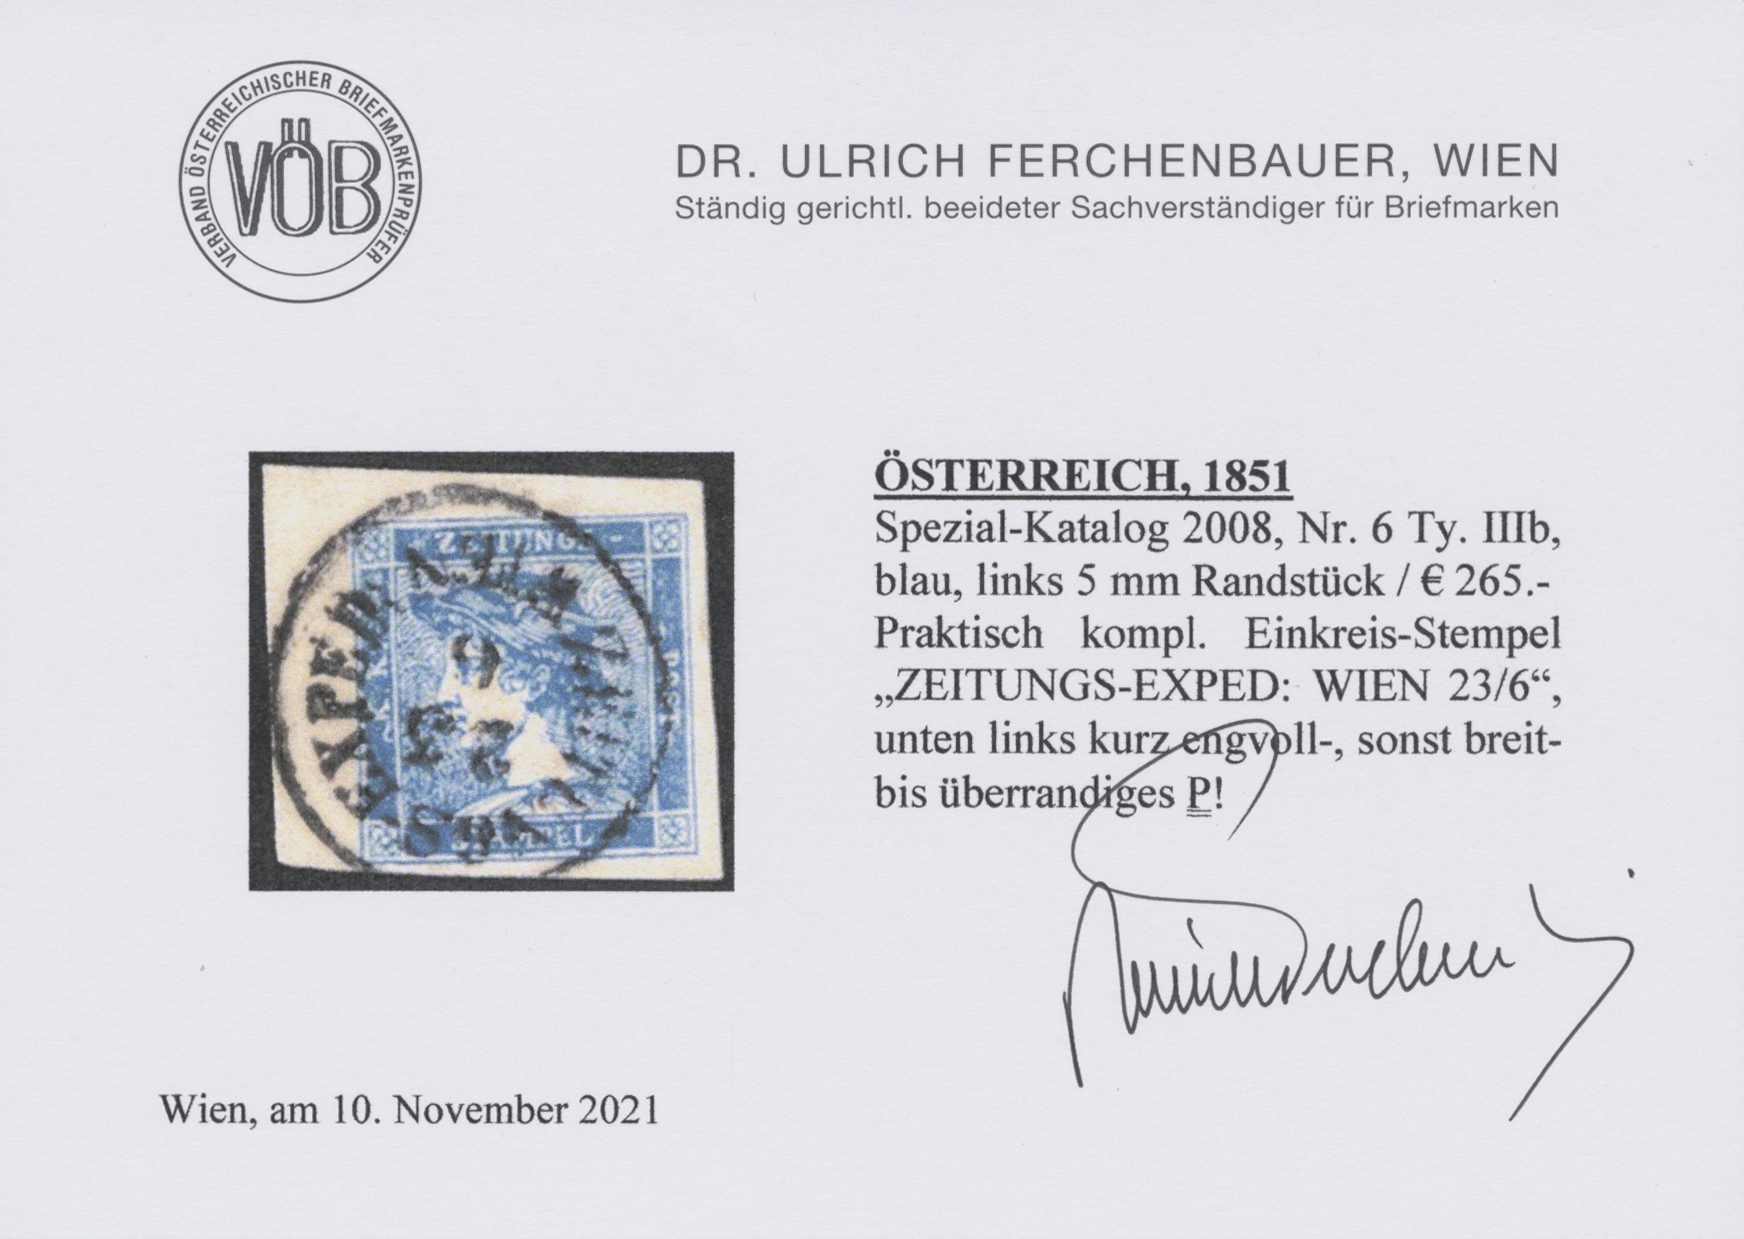 VERBAND ÖSTERREICHISCHER BRIEFMARKENPRÜFER
VÖB
DR. ULRICH FERCHENBAUER, WIEN
Ständig gerichtl. beeideter Sachverständiger für Briefmarken
ZEITUNGS-
STÄMPEL
S-EXPED:
ÖSTERREICH, 1851
Spezial-Katalog 2008, Nr. 6 Ty. IIIb,
blau, links 5 mm Randstück / € 265.-
Praktisch kompl. Einkreis-Stempel
„ZEITUNGS-EXPED: WIEN 23/6“,
unten links kurz engvoll-, sonst breit-
bis überrandiges P!
Wien, am 10. November 2021